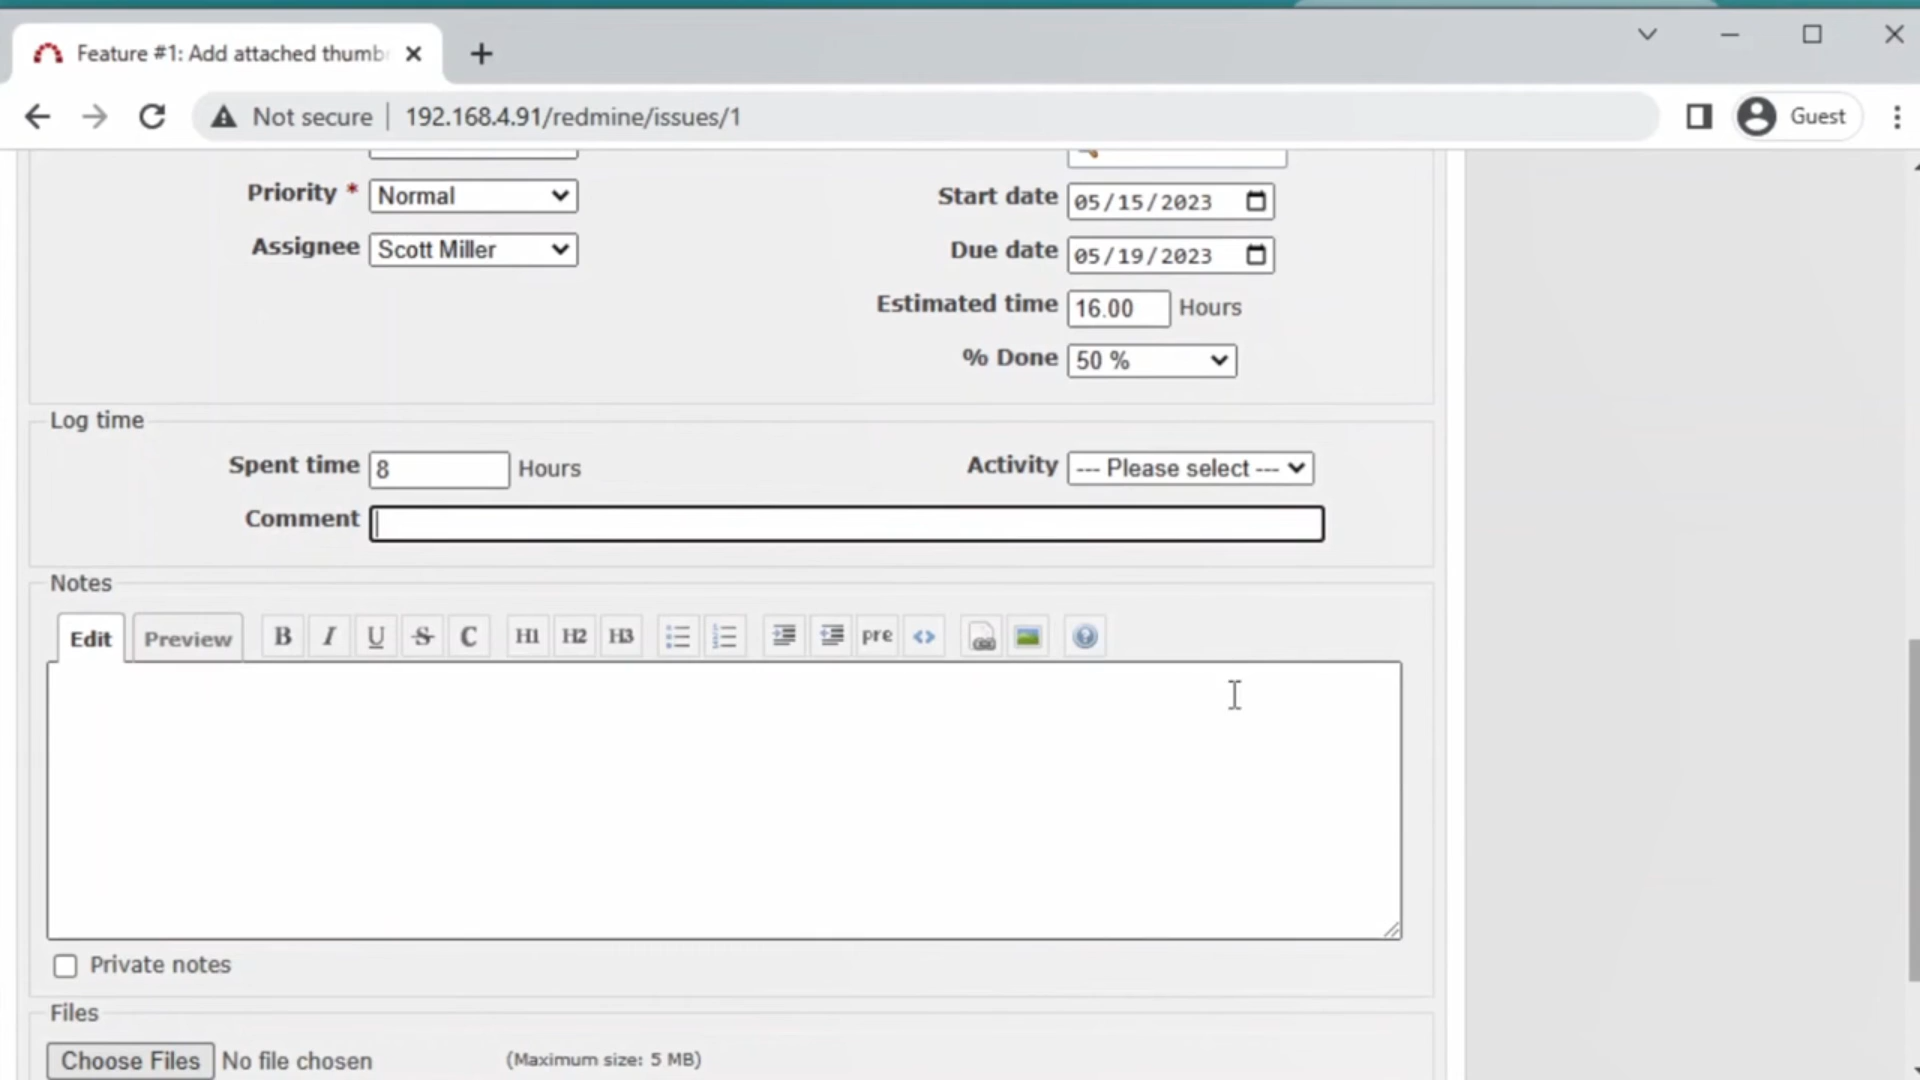 Feature #1: Add attached thumb
Guest
Not secure 192.168.4.91/redmine/issues/1
Priority * Normal
Start date 05/15/2023
Assignee Scott Miller
Due date 05/19/2023
Estimated time 16.00 Hours
% Done 50 %
Log time
Spent time 8 Hours
Activity --- Please select ---
Comment
Notes
Edit Preview B I U S C H1 H2 H3 pre <> ?
Private notes
Files
Choose Files No file chosen (Maximum size: 5 MB)